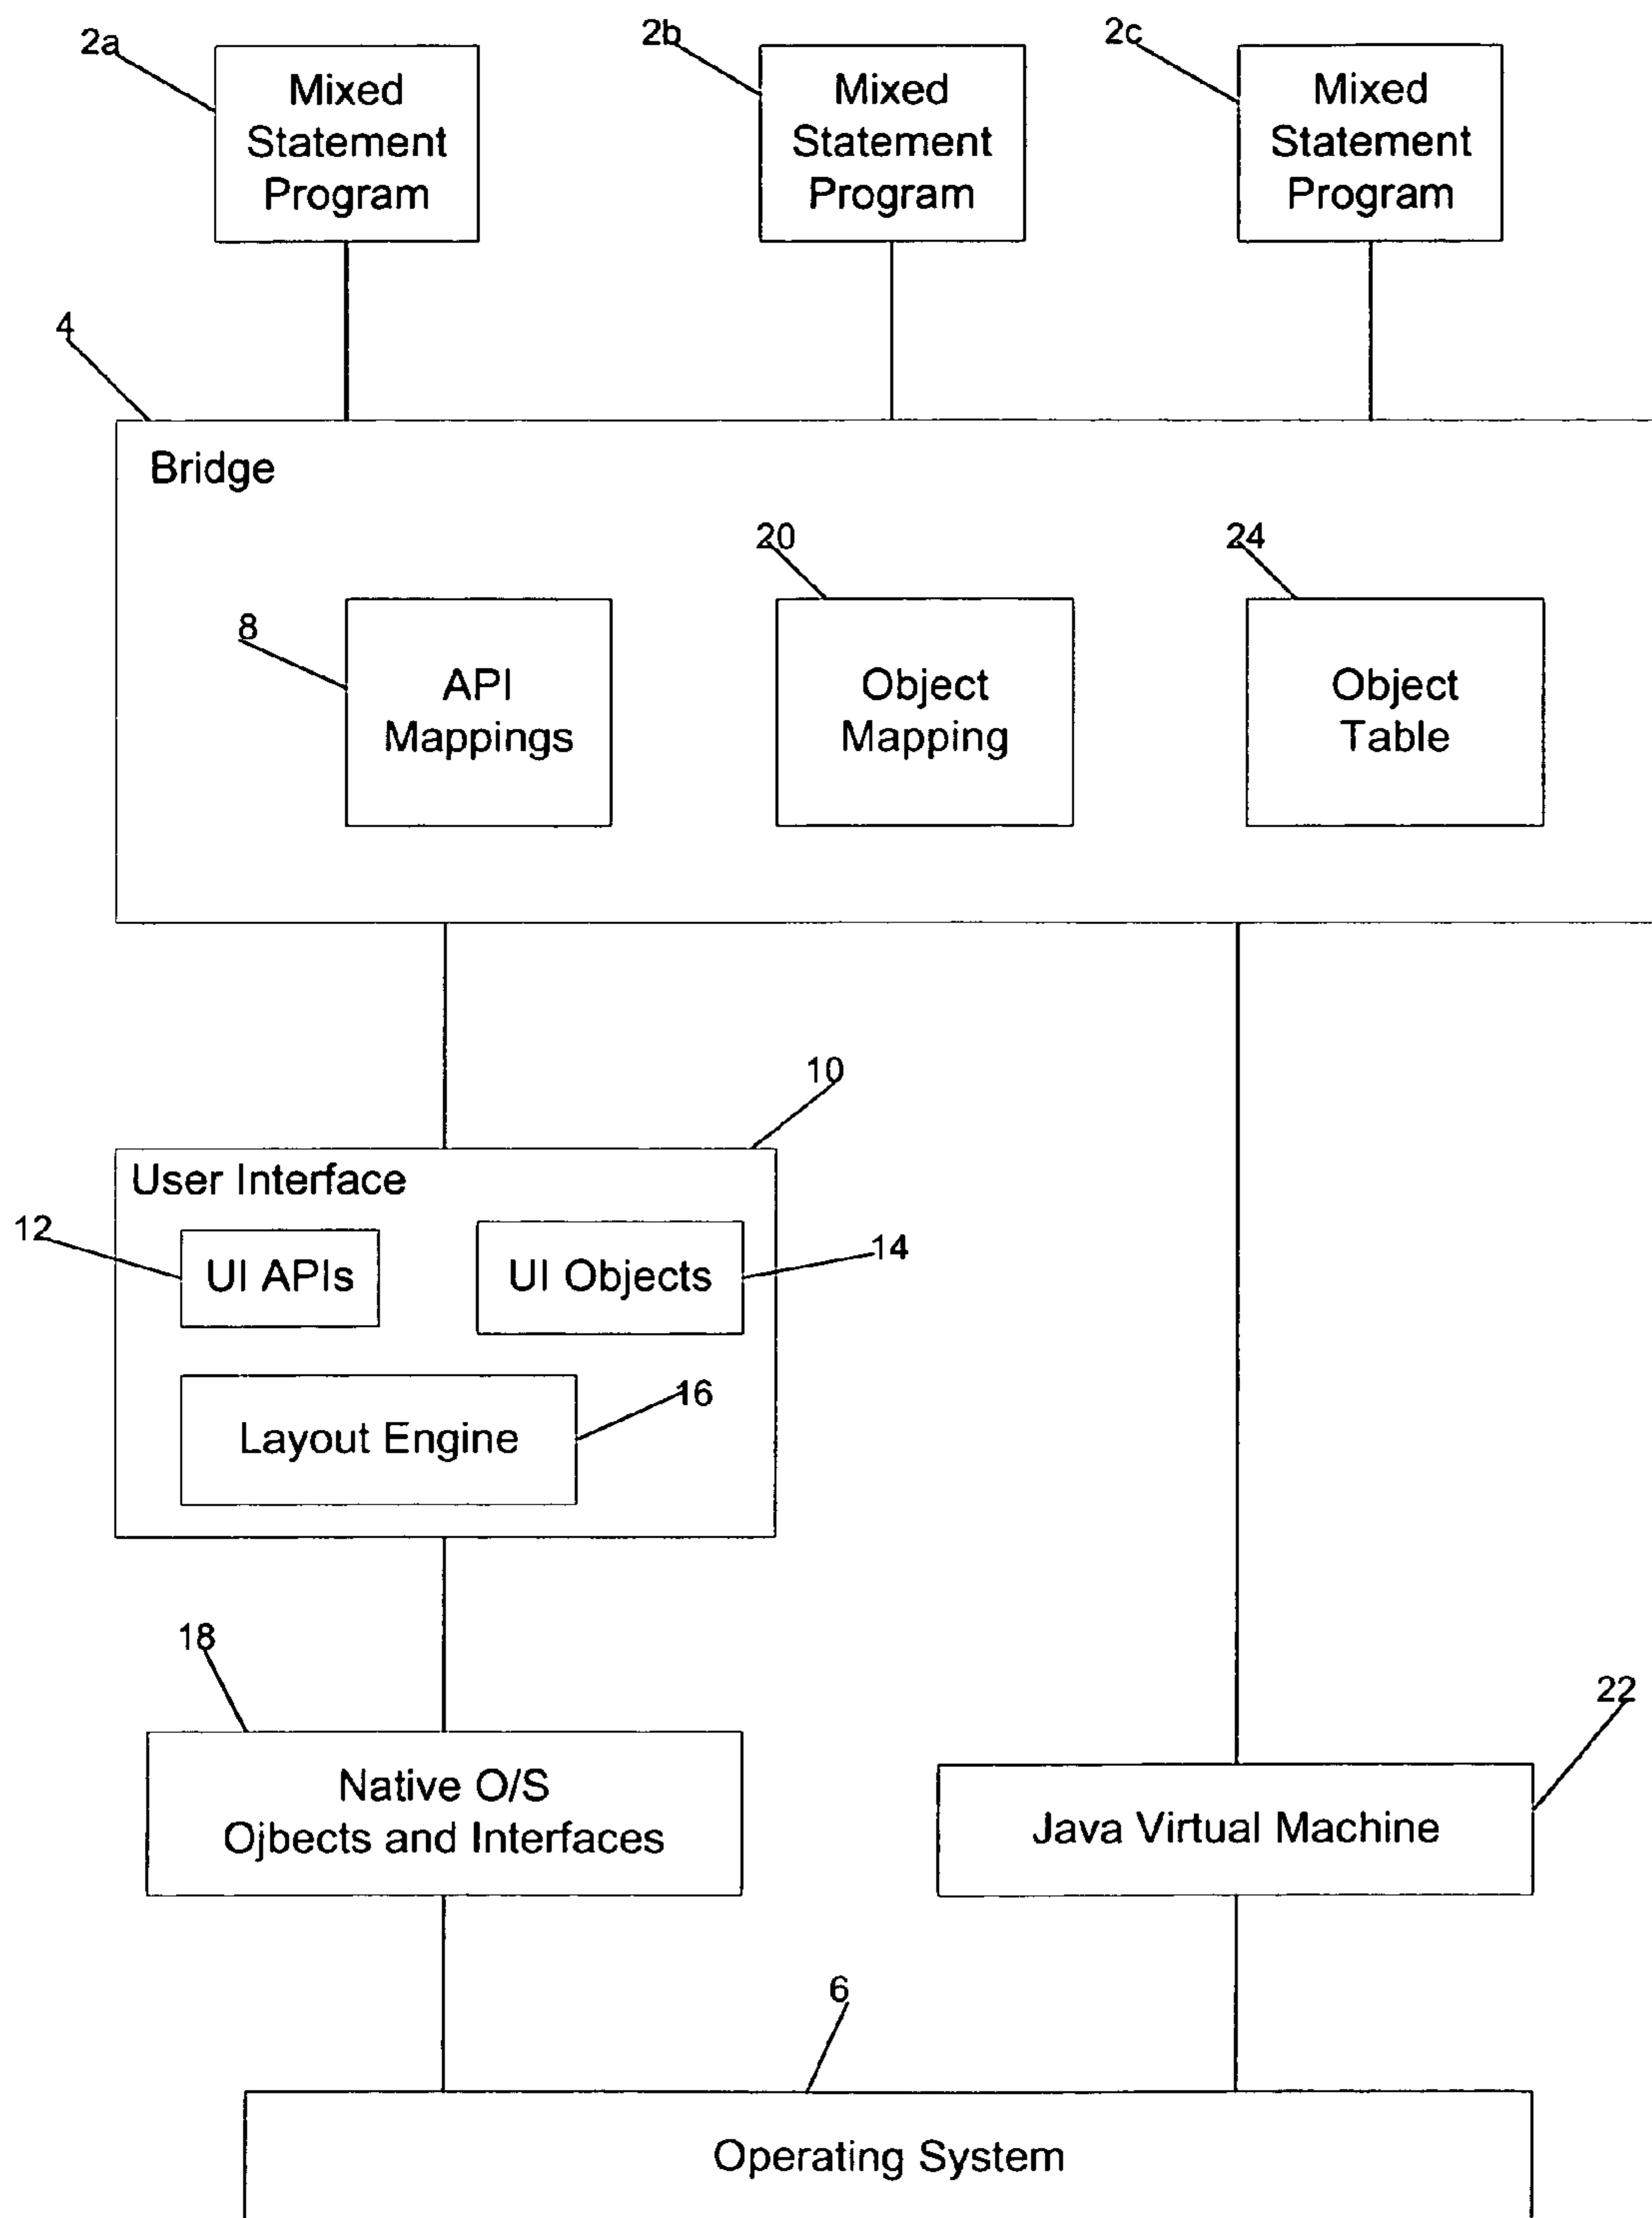 2a
2b
2c
Mixed
Statement
Program
Mixed
Statement
Program
Mixed
Statement
Program
4
Bridge
20
24
8
API
Mappings
Object
Mapping
Object
Table
10
User Interface
12
UI APIs
UI Objects
14
16
Layout Engine
18
22
Native O/S
Ojbects and Interfaces
Java Virtual Machine
6
Operating System